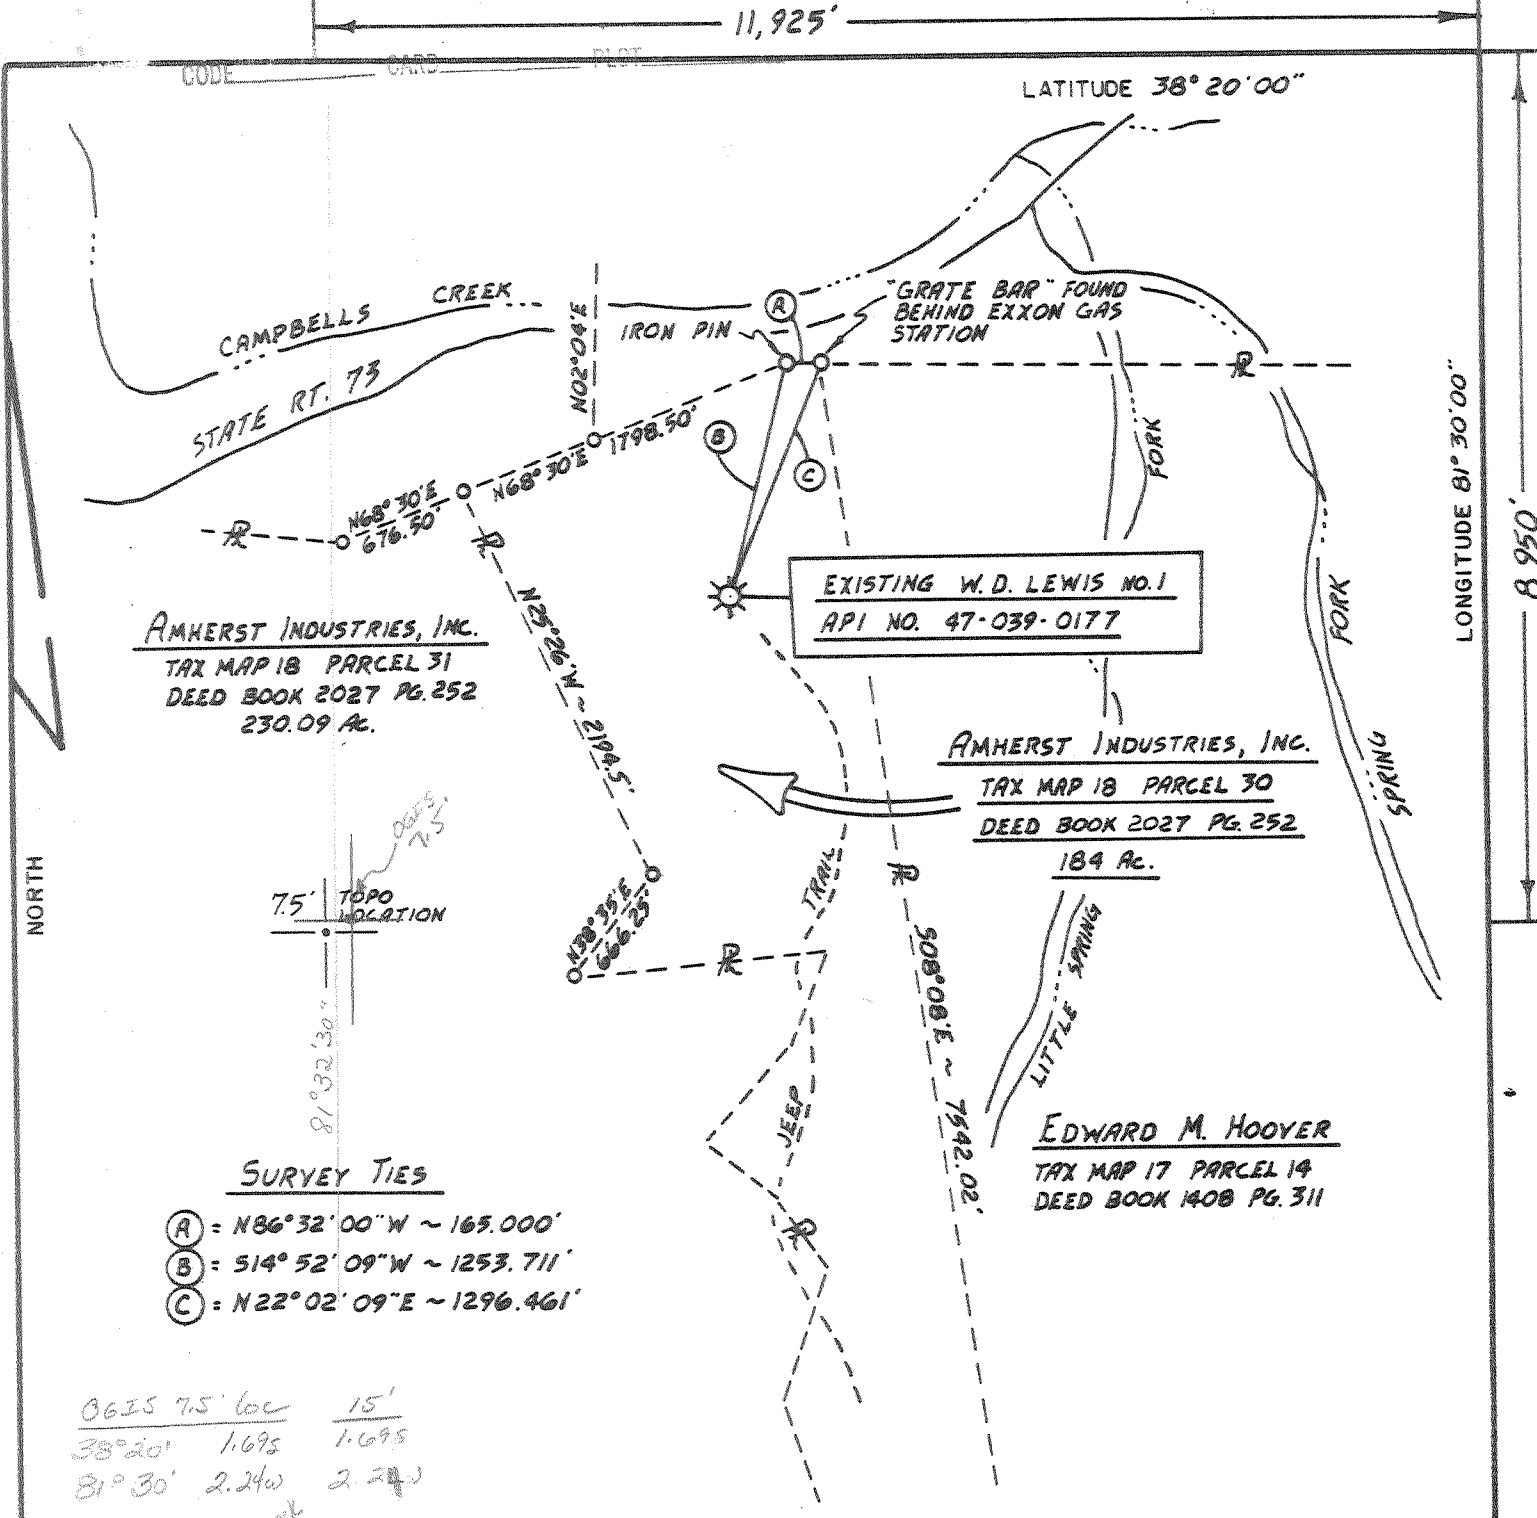 11,925'
CODE CARD PLOT
LATITUDE 38° 20' 00"
CAMPBELLS CREEK
STATE RT. 73
N02°04'E
IRON PIN
A
"GRATE BAR" FOUND
BEHIND EXXON GAS
STATION
LONGITUDE 81° 30' 00"
8,950'
N68°30'E
1798.50'
N68°30'E
676.50'
B
C
FORK
FORK
SPRING
N25°26'W ~ 2194.5'
EXISTING W. D. LEWIS NO. 1
API NO. 47-039-0177
AMHERST INDUSTRIES, INC.
TAX MAP 18 PARCEL 31
DEED BOOK 2027 PG. 252
230.09 AC.
AMHERST INDUSTRIES, INC.
TAX MAP 18 PARCEL 30
DEED BOOK 2027 PG. 252
184 AC.
OGIS
7.5'
NORTH
7.5' TOPO
LOCATION
81°32'30"
N38°35'E
666.25'
TRAIL
JEEP
S08°08'E ~ 7542.02'
LITTLE SPRING
EDWARD M. HOOVER
TAX MAP 17 PARCEL 14
DEED BOOK 1408 PG. 311
SURVEY TIES
A = N86°32'00"W ~ 165.000'
B = S14°52'09"W ~ 1253.711'
C = N22°02'09"E ~ 1296.461'
OGIS 7.5' loc 15'
38°20' 1.69s 1.69s
81°30' 2.24w 2.24w